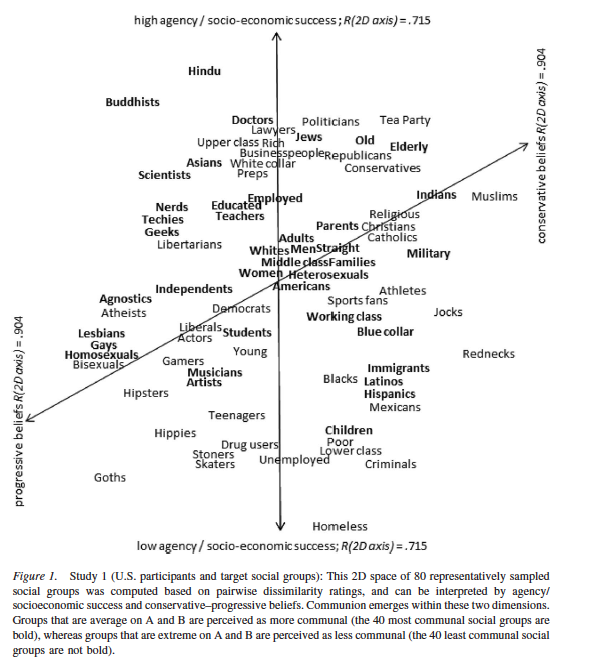 high agency / socio-economic success; R(2D axis) = .715
conservative beliefs R(2D axis) = .904
Hindu
Buddhists
Doctors
Politicians
Tea Party
Lawyers
Jews
Upper class Rich
Old
Elderly
Businesspeople
Republicans
Asians
White collar
Conservatives
Scientists
Preps
Indians
Muslims
Employed
Nerds
Educated
Religious
Techies
Teachers
Parents
Christians
Geeks
Adults
Catholics
Libertarians
Whites
Men
Straight
Military
Middle class
Families
Women
Heterosexuals
Independents
Americans
Athletes
Agnostics
Sports fans
Atheists
Democrats
Working class
Jocks
Lesbians
Liberals
Students
Blue collar
Gays
Actors
Homosexuals
Young
Rednecks
Bisexuals
Gamers
Immigrants
Musicians
Blacks
Latinos
Artists
Hipsters
Hispanics
Mexicans
Teenagers
Hippies
Children
Drug users
Poor
Stoners
Lower class
Skaters
Unemployed
Criminals
Goths
Homeless
progressive beliefs R(2D axis) = .904
low agency / socio-economic success; R(2D axis) = .715
Figure 1. Study 1 (U.S. participants and target social groups): This 2D space of 80 representatively sampled
social groups was computed based on pairwise dissimilarity ratings, and can be interpreted by agency/
socioeconomic success and conservative–progressive beliefs. Communion emerges within these two dimensions.
Groups that are average on A and B are perceived as more communal (the 40 most communal social groups are
bold), whereas groups that are extreme on A and B are perceived as less communal (the 40 least communal social
groups are not bold).